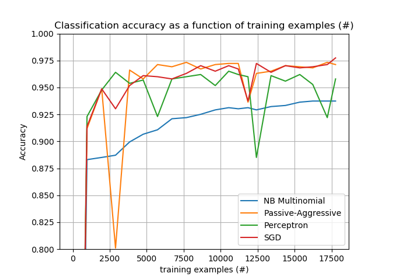 Classification accuracy as a function of training examples (#)
1.000
0.975
0.950
0.925
0.900
0.875
0.850
0.825
0.800
Accuracy
0 2500 5000 7500 10000 12500 15000 17500
training examples (#)
NB Multinomial
Passive-Aggressive
Perceptron
SGD